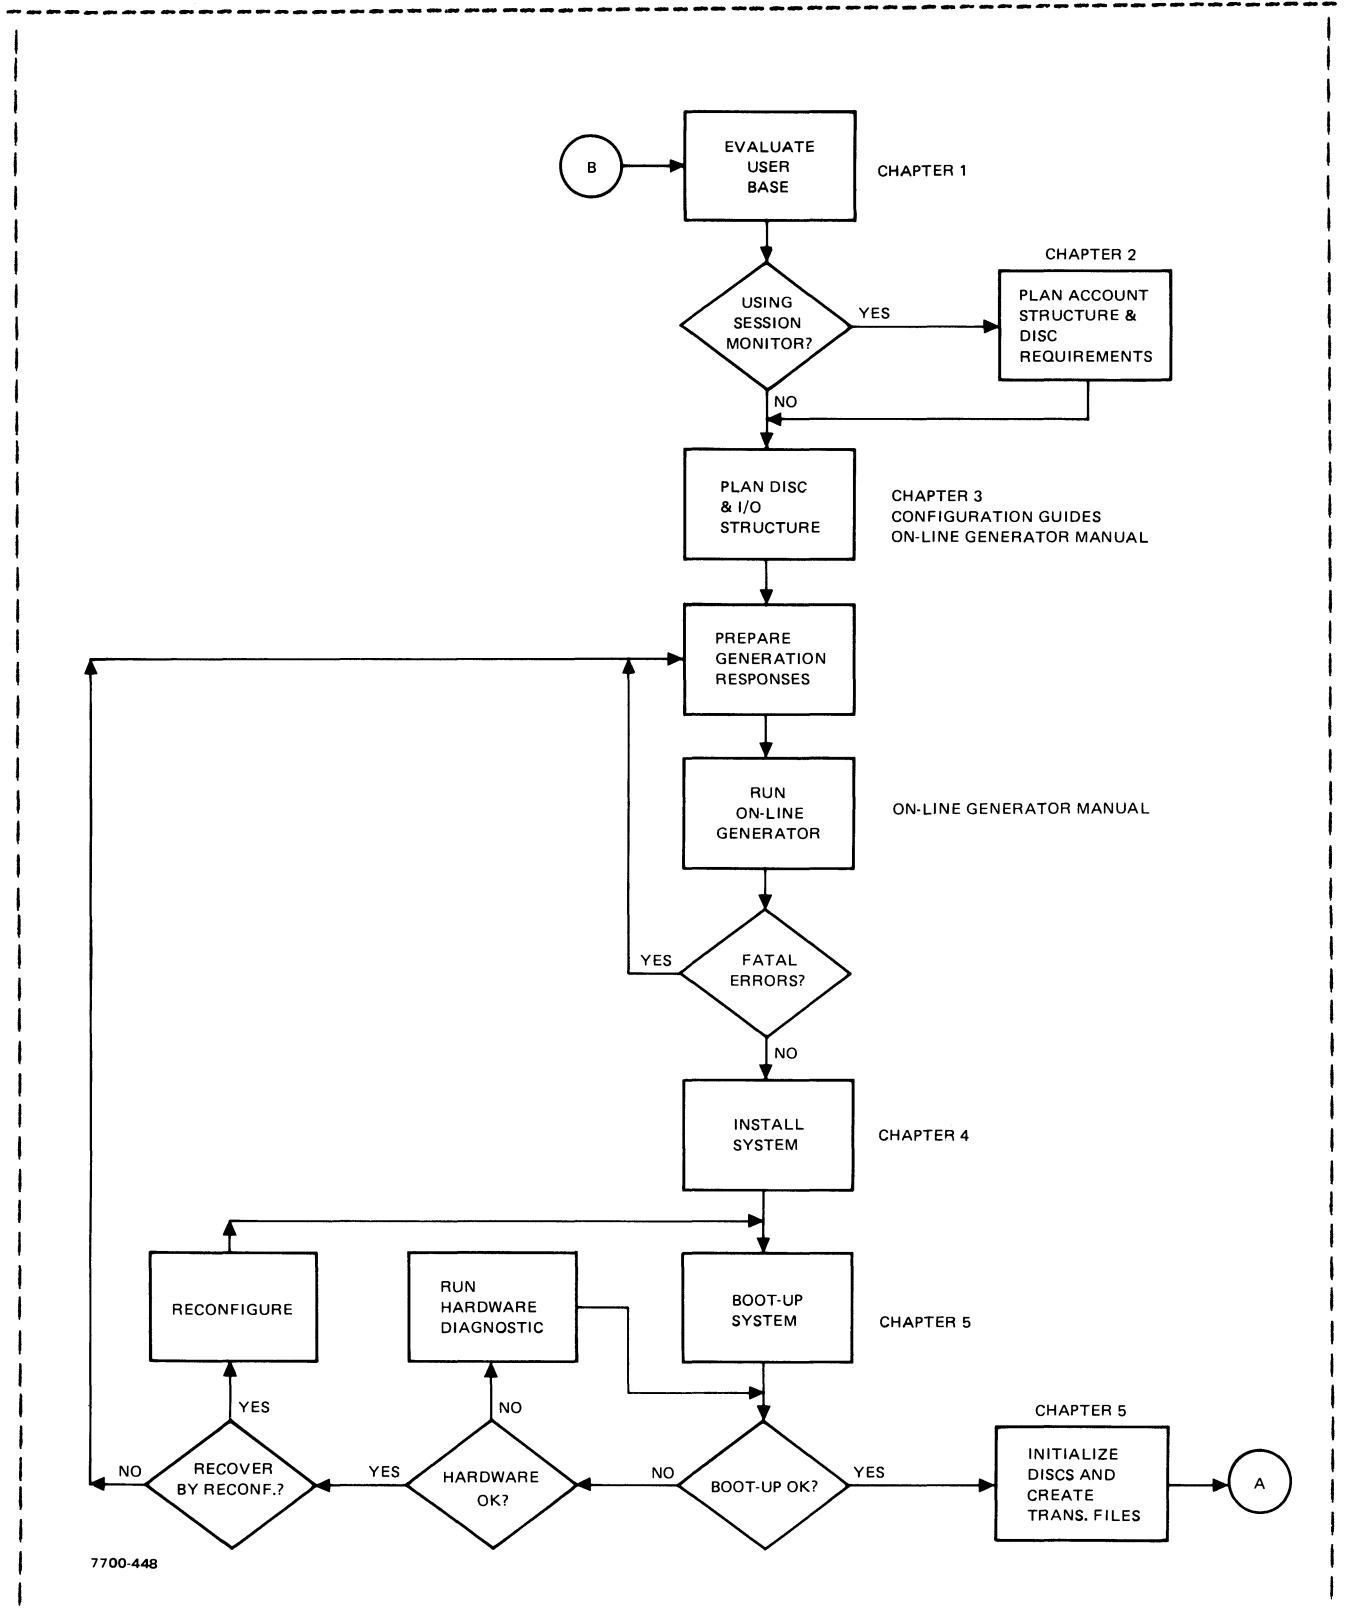 B
EVALUATE
USER
BASE
CHAPTER 1
CHAPTER 2
USING
SESSION
MONITOR?
YES
PLAN ACCOUNT
STRUCTURE &
DISC
REQUIREMENTS
NO
PLAN DISC
& I/O
STRUCTURE
CHAPTER 3
CONFIGURATION GUIDES
ON-LINE GENERATOR MANUAL
PREPARE
GENERATION
RESPONSES
RUN
ON-LINE
GENERATOR
ON-LINE GENERATOR MANUAL
YES
FATAL
ERRORS?
NO
INSTALL
SYSTEM
CHAPTER 4
RECONFIGURE
RUN
HARDWARE
DIAGNOSTIC
BOOT-UP
SYSTEM
CHAPTER 5
YES
NO
CHAPTER 5
NO
RECOVER
BY RECONF.?
YES
HARDWARE
OK?
NO
BOOT-UP OK?
YES
INITIALIZE
DISCS AND
CREATE
TRANS. FILES
A
7700-448